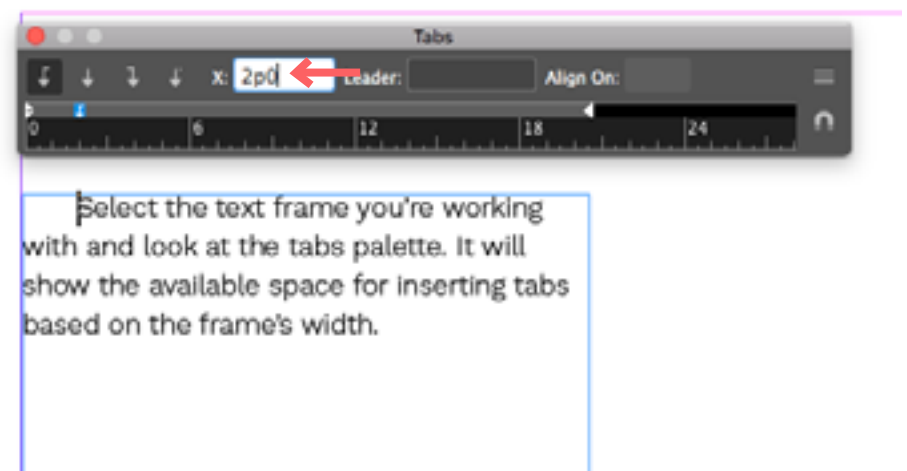 Tabs
X: 2p0 Leader: Align On:
0 6 12 18 24
Select the text frame you're working
with and look at the tabs palette. It will
show the available space for inserting tabs
based on the frame's width.